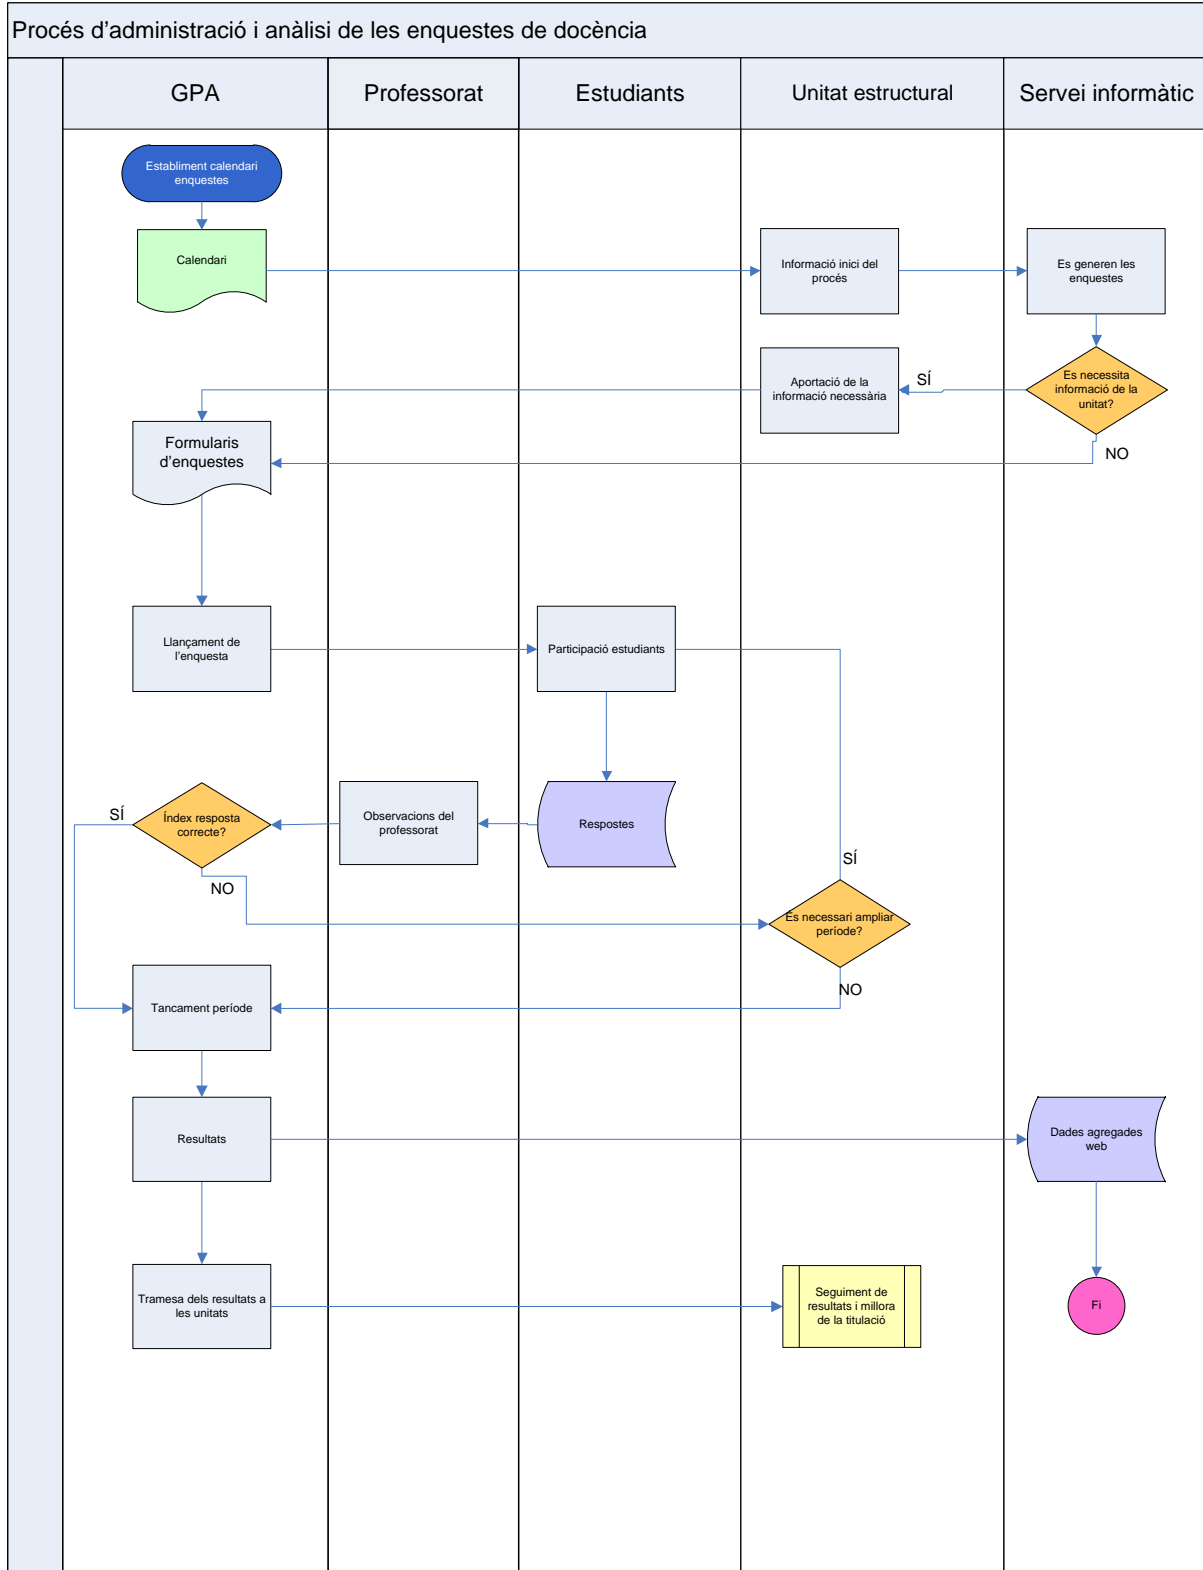 Procés d'administració i anàlisi de les enquestes de docència
GPA
Professorat
Estudiants
Unitat estructural
Servei informàtic
Establiment calendari
enquestes
Calendari
Informació inici del
procés
Es generen les
enquestes
Es necessita
informació de la
unitat?
SÍ
Aportació de la
informació necessària
NO
Formularis
d'enquestes
Llançament de
l'enquesta
Participació estudiants
SÍ
Índex resposta
correcte?
NO
Observacions del
professorat
Respostes
SÍ
És necessari ampliar
període?
NO
Tancament període
Resultats
Dades agregades
web
Tramesa dels resultats a
les unitats
Seguiment de
resultats i millora
de la titulació
Fi